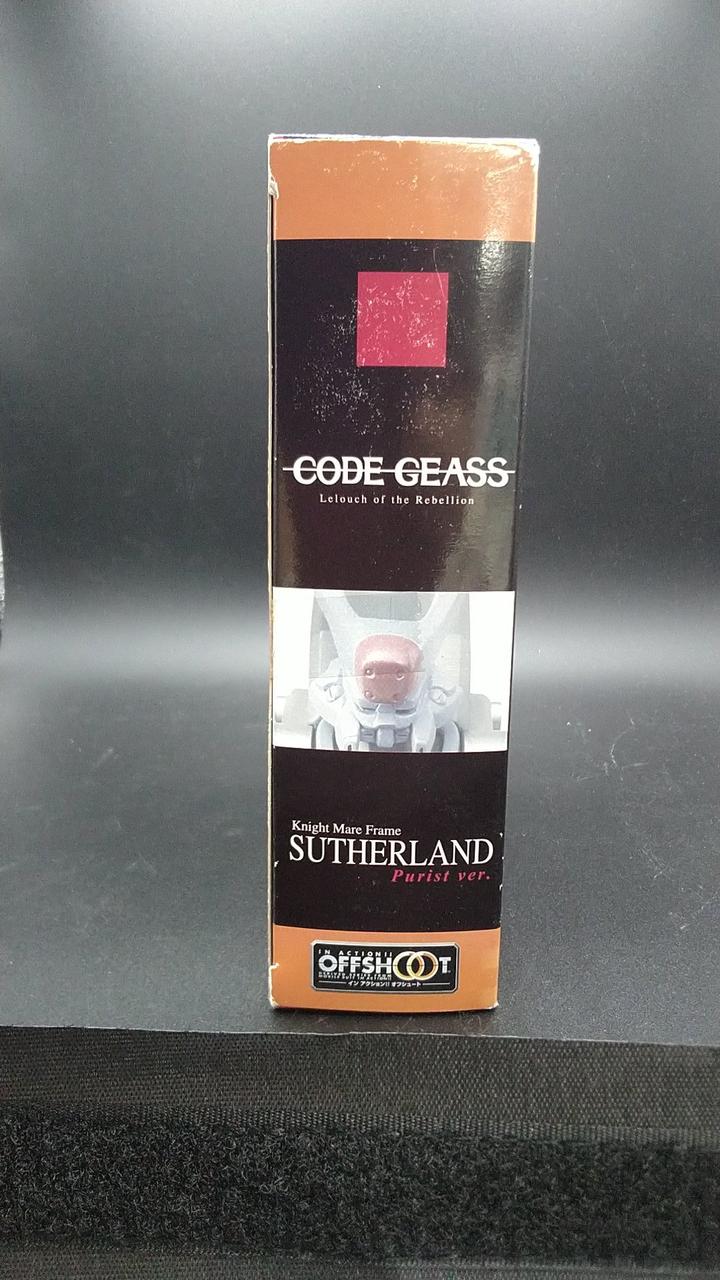 CODE GEASS
Lelouch of the Rebellion
Knight Mare Frame
SUTHERLAND
Purist ver.
IN ACTION!!
OFFSHOOT
イン アクション!! オフシュート